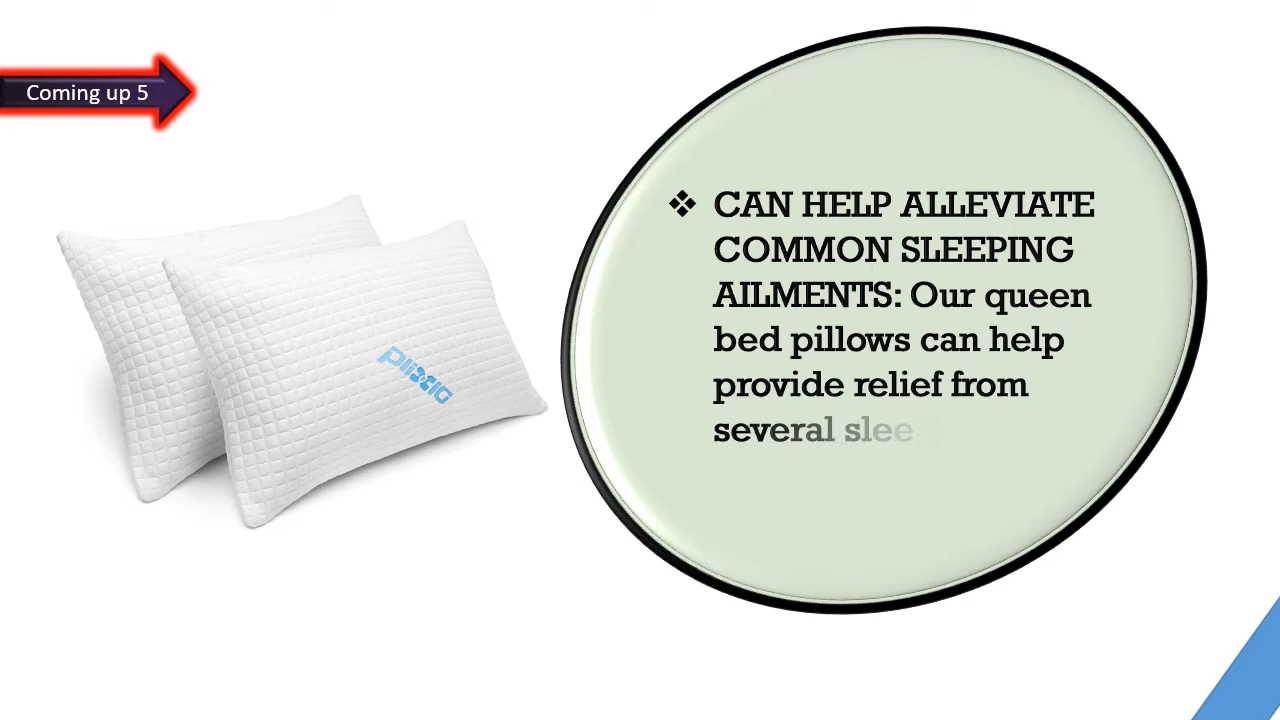 Coming up 5
CAN HELP ALLEVIATE
COMMON SLEEPING
AILMENTS: Our queen
bed pillows can help
provide relief from
several
Plixio